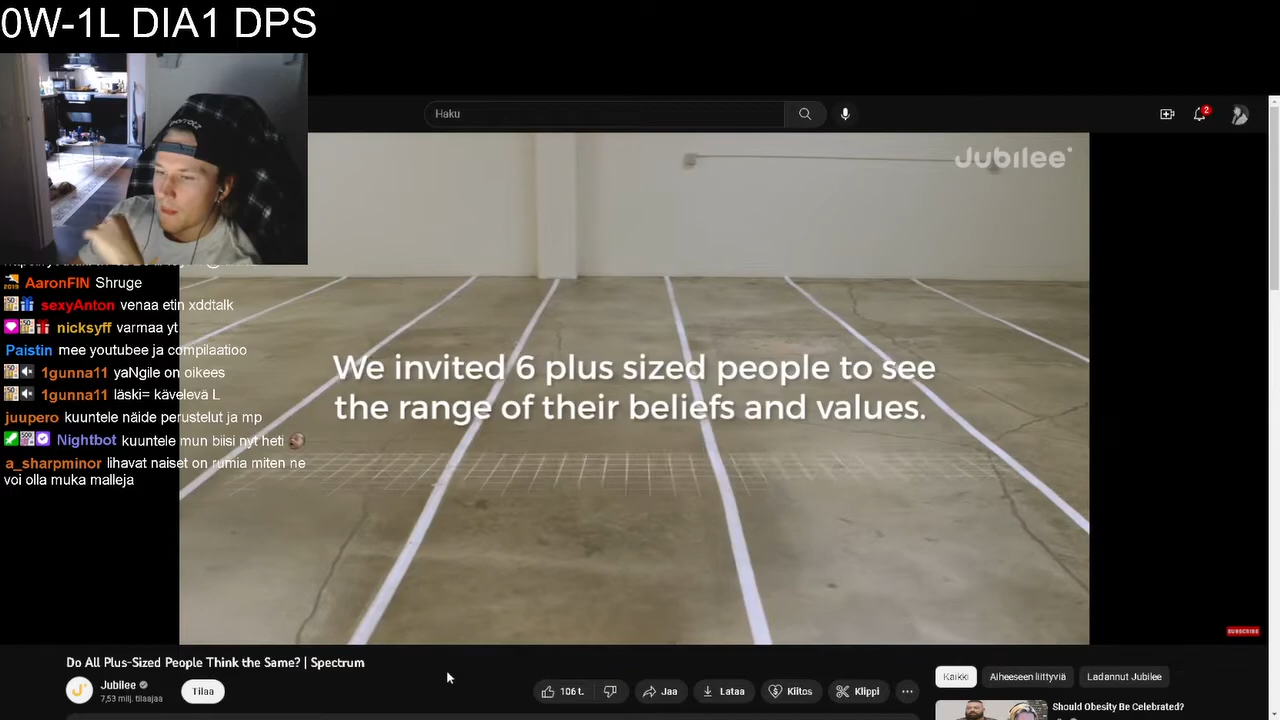 0W-1L DIA1 DPS
Haku
2
Jubilee
AaronFIN Shruge
sexyAnton venaa etin xddtalk
nicksyff varmaa yt
Paistin mee youtubee ja compilaatioo
1gunna11 yaNgile on oikees
1gunna11 läski= kävelevä L
juupero kuuntele näide perustelut ja mp
Nightbot kuuntele mun biisi nyt heti
a_sharpminor lihavat naiset on rumia miten ne
voi olla muka malleja
We invited 6 plus sized people to see
the range of their beliefs and values.
SUBSCRIBE
Do All Plus-Sized People Think the Same? | Spectrum
Jubilee
7,53 milj. tilaajaa
Tilaa
106 t.
Jaa
Lataa
Kiitos
Klippi
Kaikki
Aiheeseen liittyviä
Ladannut Jubilee
Should Obesity Be Celebrated?